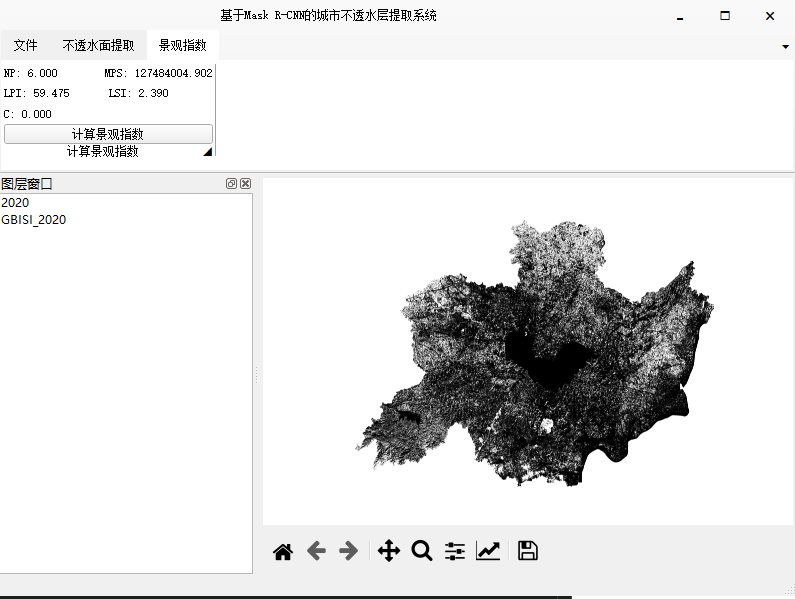 基于Mask R-CNN的城市不透水层提取系统
文件 不透水面提取 景观指数
NP: 6.000 MPS: 127484004.902
LPI: 59.475 LSI: 2.390
C: 0.000
计算景观指数
计算景观指数
图层窗口
2020
GBISI_2020